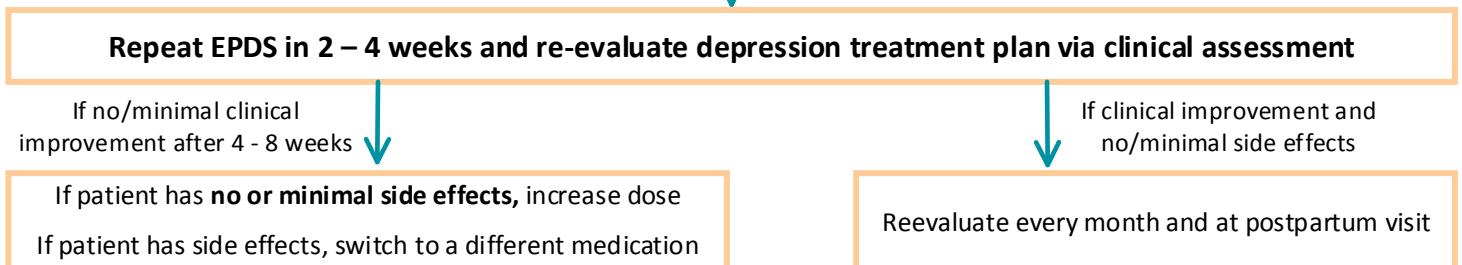 Repeat EPDS in 2 – 4 weeks and re-evaluate depression treatment plan via clinical assessment
If no/minimal clinical
improvement after 4 - 8 weeks
If clinical improvement and
no/minimal side effects
If patient has no or minimal side effects, increase dose
If patient has side effects, switch to a different medication
Reevaluate every month and at postpartum visit